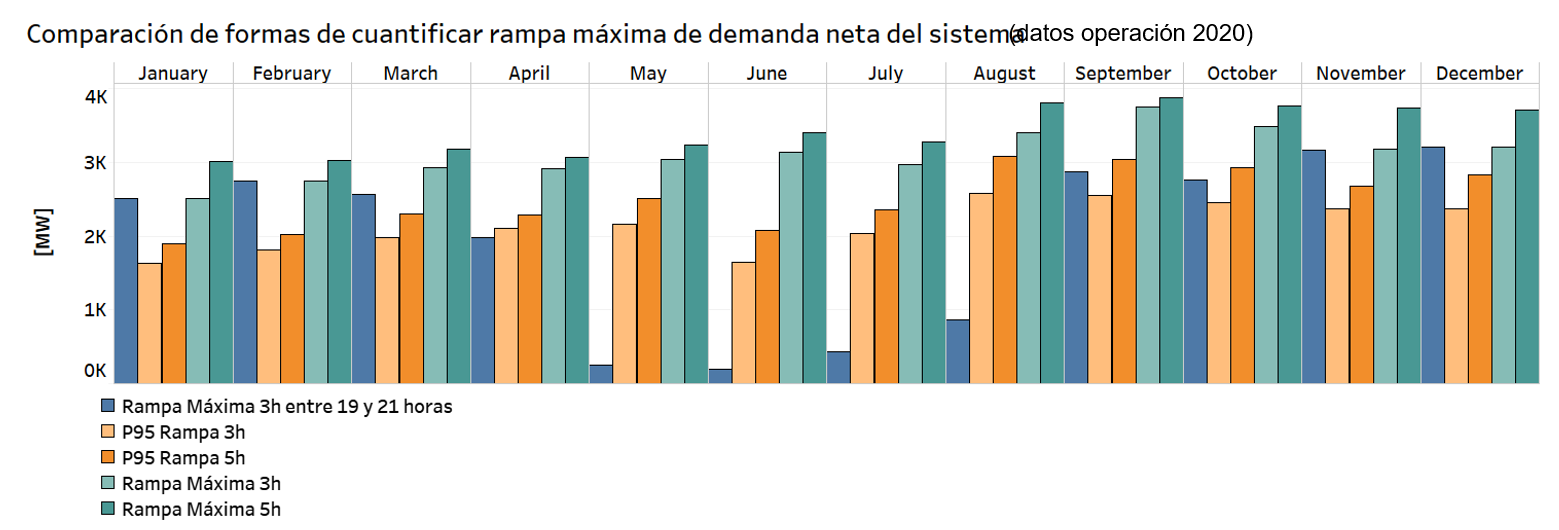 Comparación de formas de cuantificar rampa máxima de demanda neta del sistema (datos operación 2020)
January February March April May June July August September October November December
4K
3K
2K
1K
0K
[MW]
Rampa Máxima 3h entre 19 y 21 horas
P95 Rampa 3h
P95 Rampa 5h
Rampa Máxima 3h
Rampa Máxima 5h